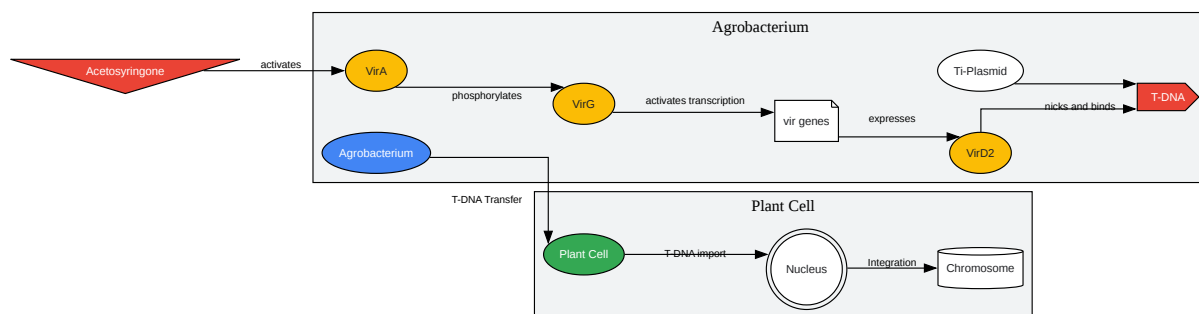 Agrobacterium
Acetosyringone
activates
VirA
phosphorylates
VirG
activates transcription
vir genes
expresses
VirD2
Ti-Plasmid
nicks and binds
T-DNA
Agrobacterium
T-DNA Transfer
Plant Cell
Plant Cell
T-DNA import
Nucleus
Integration
Chromosome